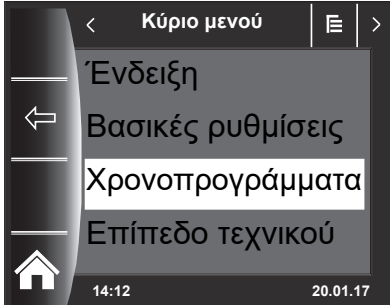 Κύριο μενού
Ένδειξη
Βασικές ρυθμίσεις
Χρονοπρογράμματα
Επίπεδο τεχνικού
14:12 20.01.17